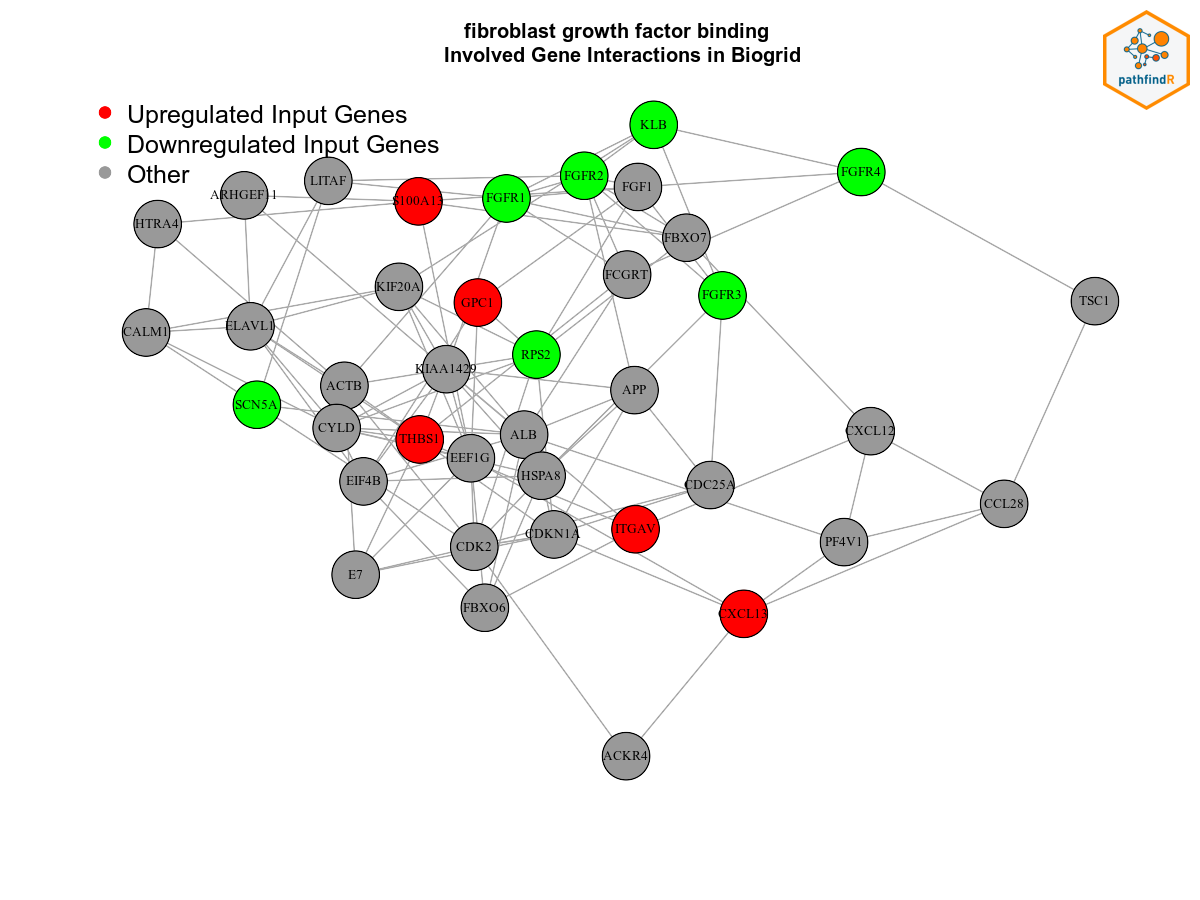 fibroblast growth factor binding
Involved Gene Interactions in Biogrid
pathfindR
Upregulated Input Genes
Downregulated Input Genes
Other
KLB
FGFR4
FGFR2
FGF1
LITAF
ARHGEF 1
S100A13
FGFR1
HTRA4
FBXO7
FCGRT
KIF20A
GPC1
FGFR3
TSC1
CALM1
ELAVL1
RPS2
KIAA1429
ACTB
APP
SCN5A
CYLD
THBS1
ALB
CXCL12
EEF1G
HSPA8
EIF4B
CDC25A
CCL28
ITGAV
CDKN1A
CDK2
PF4V1
E7
FBXO6
CXCL13
ACKR4